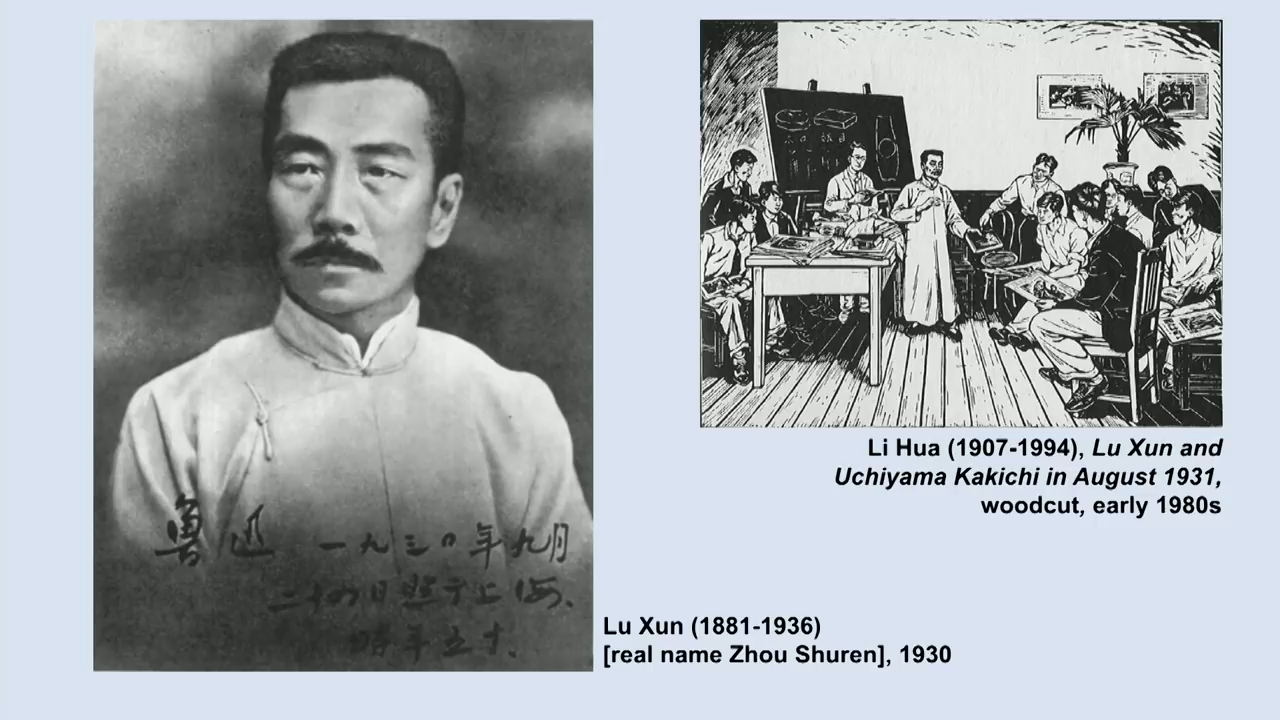 魯迅 一九三〇年九月
二十四日照于上海、
時年五十.
Li Hua (1907-1994), Lu Xun and
Uchiyama Kakichi in August 1931,
woodcut, early 1980s
Lu Xun (1881-1936)
[real name Zhou Shuren], 1930